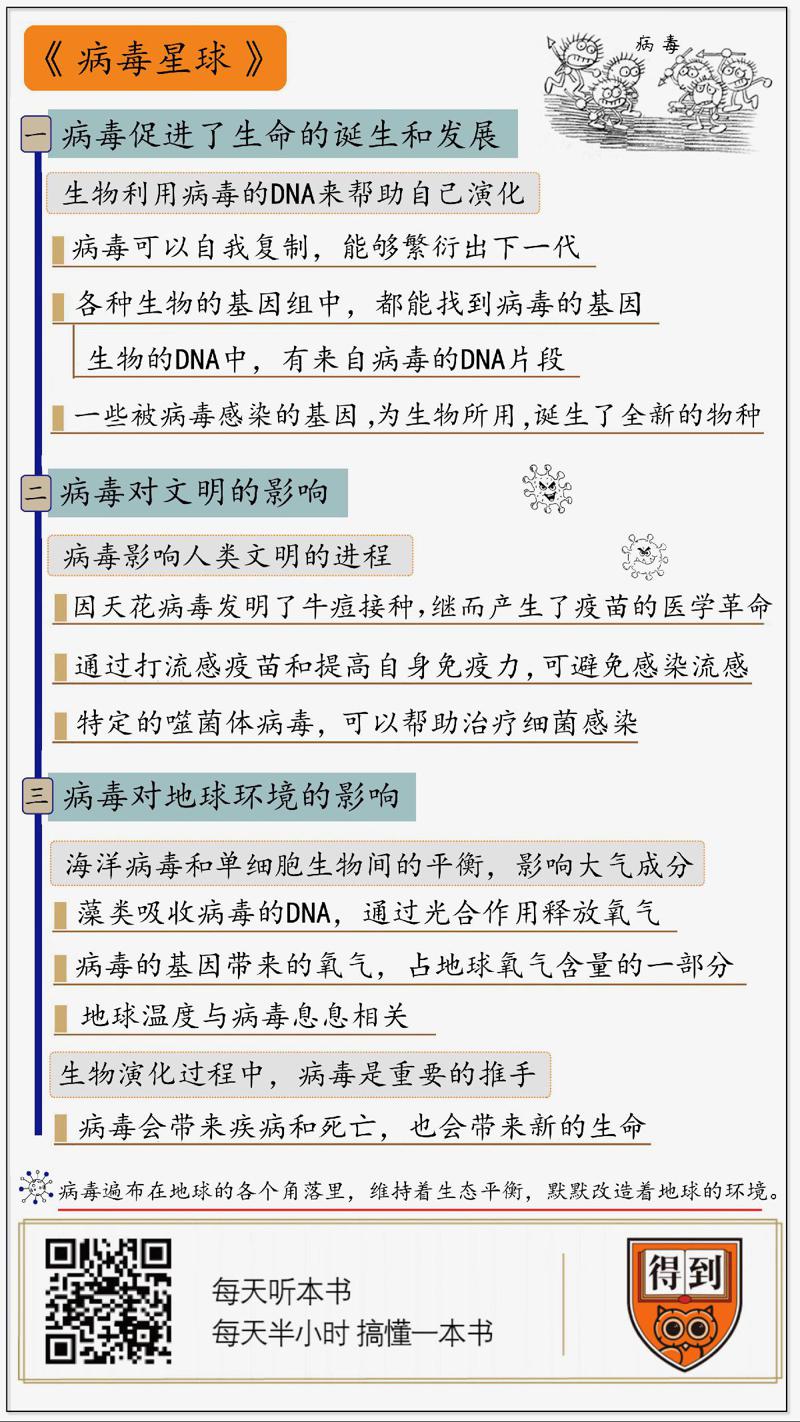 《病毒星球》
病毒
一 病毒促进了生命的诞生和发展
生物利用病毒的DNA来帮助自己演化
病毒可以自我复制，能够繁衍出下一代
各种生物的基因组中，都能找到病毒的基因
生物的DNA中，有来自病毒的DNA片段
一些被病毒感染的基因,为生物所用,诞生了全新的物种
二 病毒对文明的影响
病毒影响人类文明的进程
因天花病毒发明了牛痘接种,继而产生了疫苗的医学革命
通过打流感疫苗和提高自身免疫力,可避免感染流感
特定的噬菌体病毒，可以帮助治疗细菌感染
三 病毒对地球环境的影响
海洋病毒和单细胞生物间的平衡，影响大气成分
藻类吸收病毒的DNA，通过光合作用释放氧气
病毒的基因带来的氧气，占地球氧气含量的一部分
地球温度与病毒息息相关
生物演化过程中，病毒是重要的推手
病毒会带来疾病和死亡，也会带来新的生命
病毒遍布在地球的各个角落里，维持着生态平衡，默默改造着地球的环境。
每天听本书
每天半小时 搞懂一本书
得到